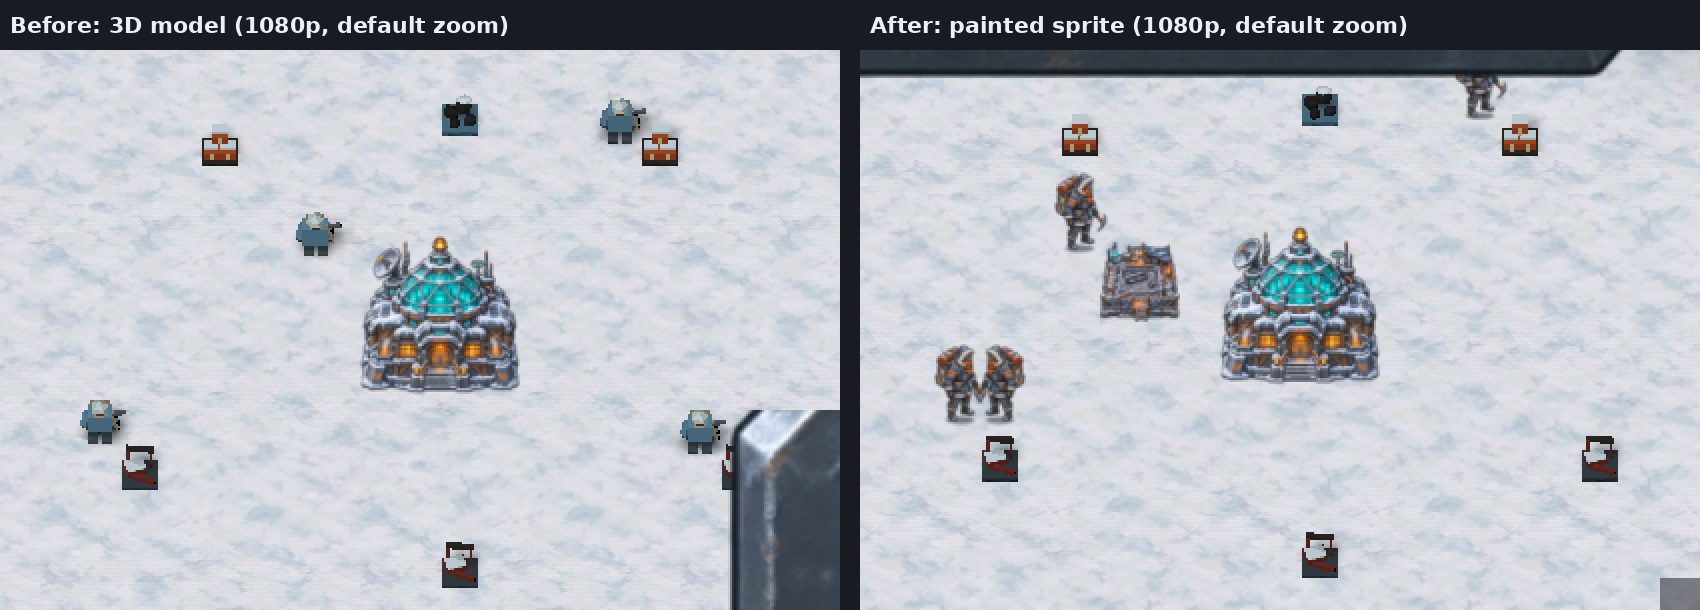 Before: 3D model (1080p, default zoom)
After: painted sprite (1080p, default zoom)